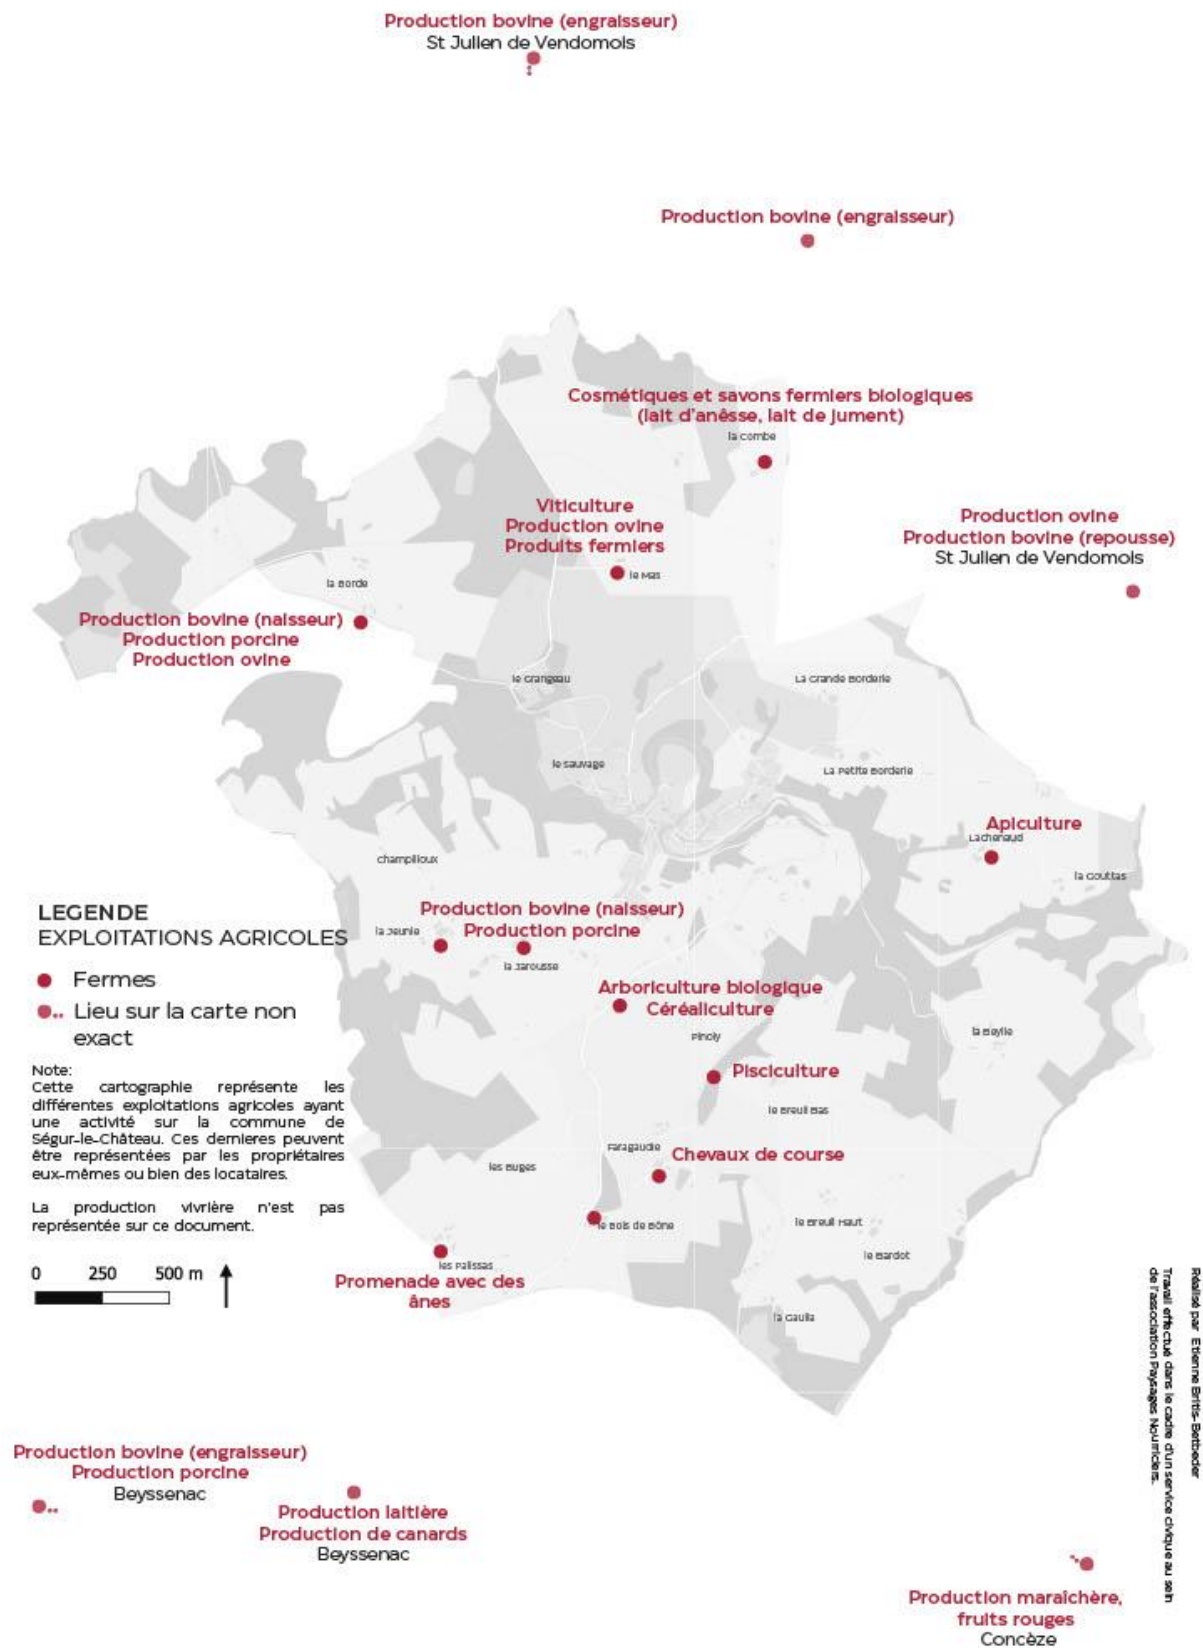 Production bovine (engraisseur)
St Julien de Vendomois
Production bovine (engraisseur)
Cosmétiques et savons fermiers biologiques
(lait d'anêsse, lait de jument)
la combe
Viticulture
Production ovine
Produits fermiers
le Mas
Production ovine
Production bovine (repousse)
St Julien de Vendomois
la Borde
Production bovine (naisseur)
Production porcine
Production ovine
le Grangeau
La Grande Borderie
le sauvage
La Petite Borderie
Apiculture
Lachenaud
la Gouttas
champilloux
Production bovine (naisseur)
Production porcine
la Jeunie
la Jarousse
Arboriculture biologique
Céréaliculture
Pinoly
la Beylie
Pisciculture
le Breuil Bas
Faragaudie
Chevaux de course
les Buges
le Bois de Bône
le Breuil Haut
le Bardot
les Palissas
Promenade avec des
ânes
la Gaulia
LEGENDE
EXPLOITATIONS AGRICOLES
Fermes
Lieu sur la carte non
exact
Note:
Cette cartographie représente les
différentes exploitations agricoles ayant
une activité sur la commune de
Ségur-le-Château. Ces dernieres peuvent
être représentées par les propriétaires
eux-mêmes ou bien des locataires.
La production vivrière n'est pas
représentée sur ce document.
0 250 500 m
Production bovine (engraisseur)
Production porcine
Beyssenac
Production laitière
Production de canards
Beyssenac
Production maraîchère,
fruits rouges
Concèze
Réalisé par Etienne Britis-Betbeder
Travail effectué dans le cadre d'un service civique au sein
de l'association Paysages Nourriciers.